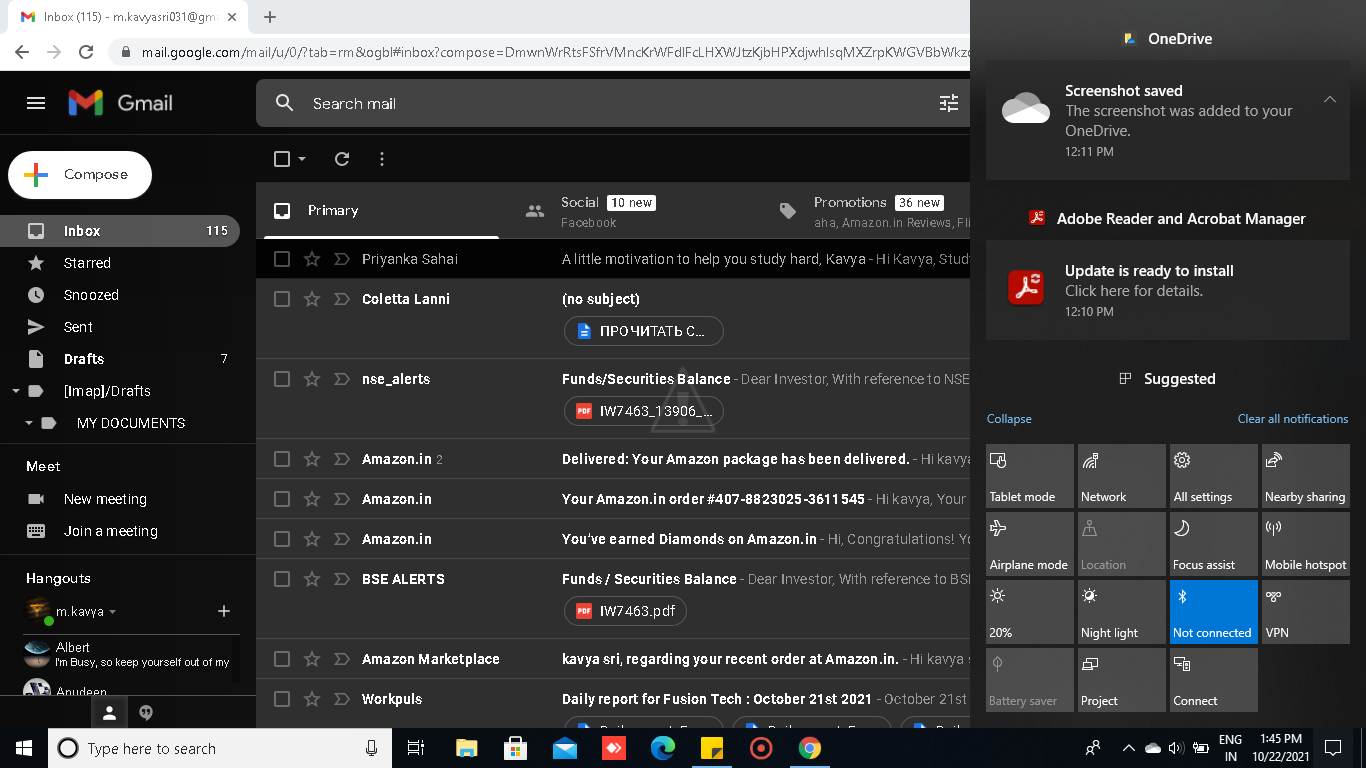 Inbox (115) - m.kavyasri031@gm
mail.google.com/mail/u/0/?tab=rm&ogbl#inbox?compose=
Gmail
Search mail
Compose
Inbox 115
Starred
Snoozed
Sent
Drafts 7
[Imap]/Drafts
MY DOCUMENTS
Meet
New meeting
Join a meeting
Hangouts
m.kavya
Albert
I'm Busy, so keep yourself out of my
Anudeep
Primary
Social 10 new
Facebook
Promotions 36 new
aha, Amazon.in Reviews, Fli
Priyanka Sahai A little motivation to help you study hard, Kavya - Hi Kavya, Study
Coletta Lanni (no subject)
ПРОЧИТАТЬ С...
nse_alerts Funds/Securities Balance - Dear Investor, With reference to NSE
PDF IW7463_13906_...
Amazon.in 2 Delivered: Your Amazon package has been delivered. - Hi kavya
Amazon.in Your Amazon.in order #407-8823025-3611545 - Hi kavya, Your
Amazon.in You've earned Diamonds on Amazon.in - Hi, Congratulations! Yo
BSE ALERTS Funds / Securities Balance - Dear Investor, With reference to BSE
PDF IW7463.pdf
Amazon Marketplace kavya sri, regarding your recent order at Amazon.in. - Hi kavya
Workpuls Daily report for Fusion Tech : October 21st 2021 - October 21st
OneDrive
Screenshot saved
The screenshot was added to your
OneDrive.
12:11 PM
Adobe Reader and Acrobat Manager
Update is ready to install
Click here for details.
12:10 PM
Suggested
Collapse Clear all notifications
Tablet mode Network All settings Nearby sharing
Airplane mode Location Focus assist Mobile hotspot
20% Night light Not connected VPN
Battery saver Project Connect
Type here to search
ENG
IN
1:45 PM
10/22/2021